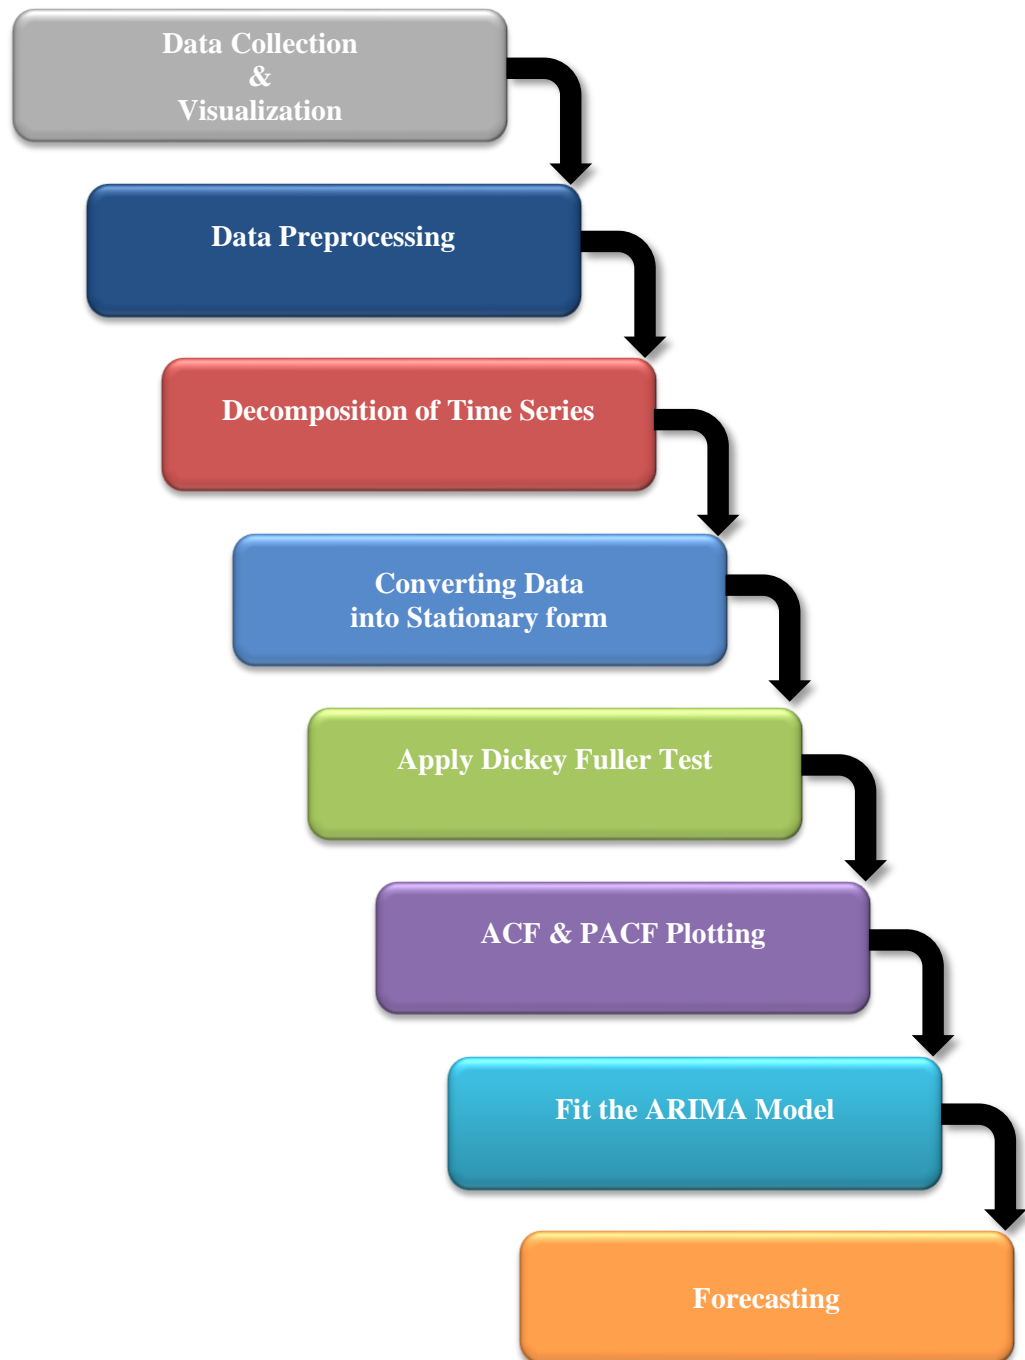 Data Collection
&
Visualization
Data Preprocessing
Decomposition of Time Series
Converting Data
into Stationary form
Apply Dickey Fuller Test
ACF & PACF Plotting
Fit the ARIMA Model
Forecasting